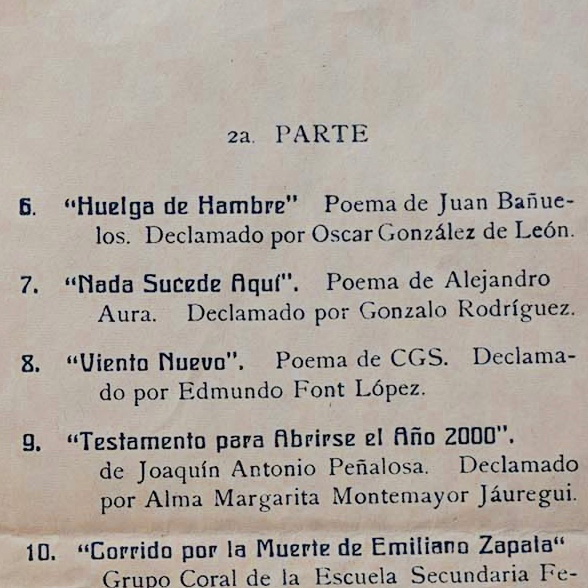 2a. PARTE
6. “Huelga de Hambre” Poema de Juan Bañue-
los. Declamado por Oscar González de León.
7. “Nada Sucede Aquí”. Poema de Alejandro
Aura. Declamado por Gonzalo Rodríguez.
8. “Viento Nuevo”. Poema de CGS. Declama-
do por Edmundo Font López.
9. “Testamento para Abrirse el Año 2000”.
de Joaquín Antonio Peñalosa. Declamado
por Alma Margarita Montemayor Jáuregui.
10. “Corrido por la Muerte de Emiliano Zapata“
Grupo Coral de la Escuela Secundaria Fe-